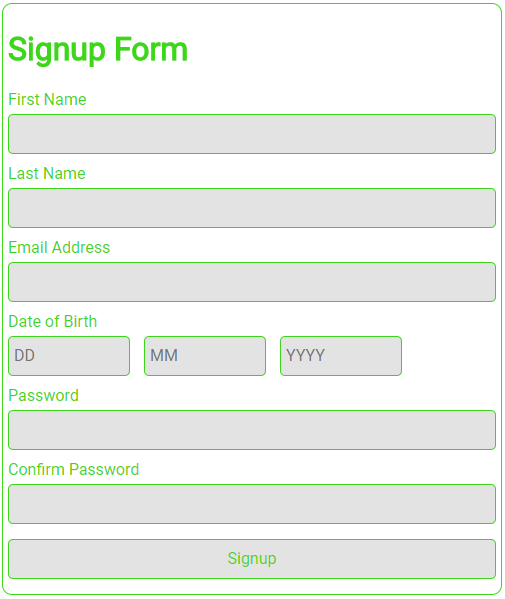 Signup Form
First Name
Last Name
Email Address
Date of Birth
DD MM YYYY
Password
Confirm Password
Signup